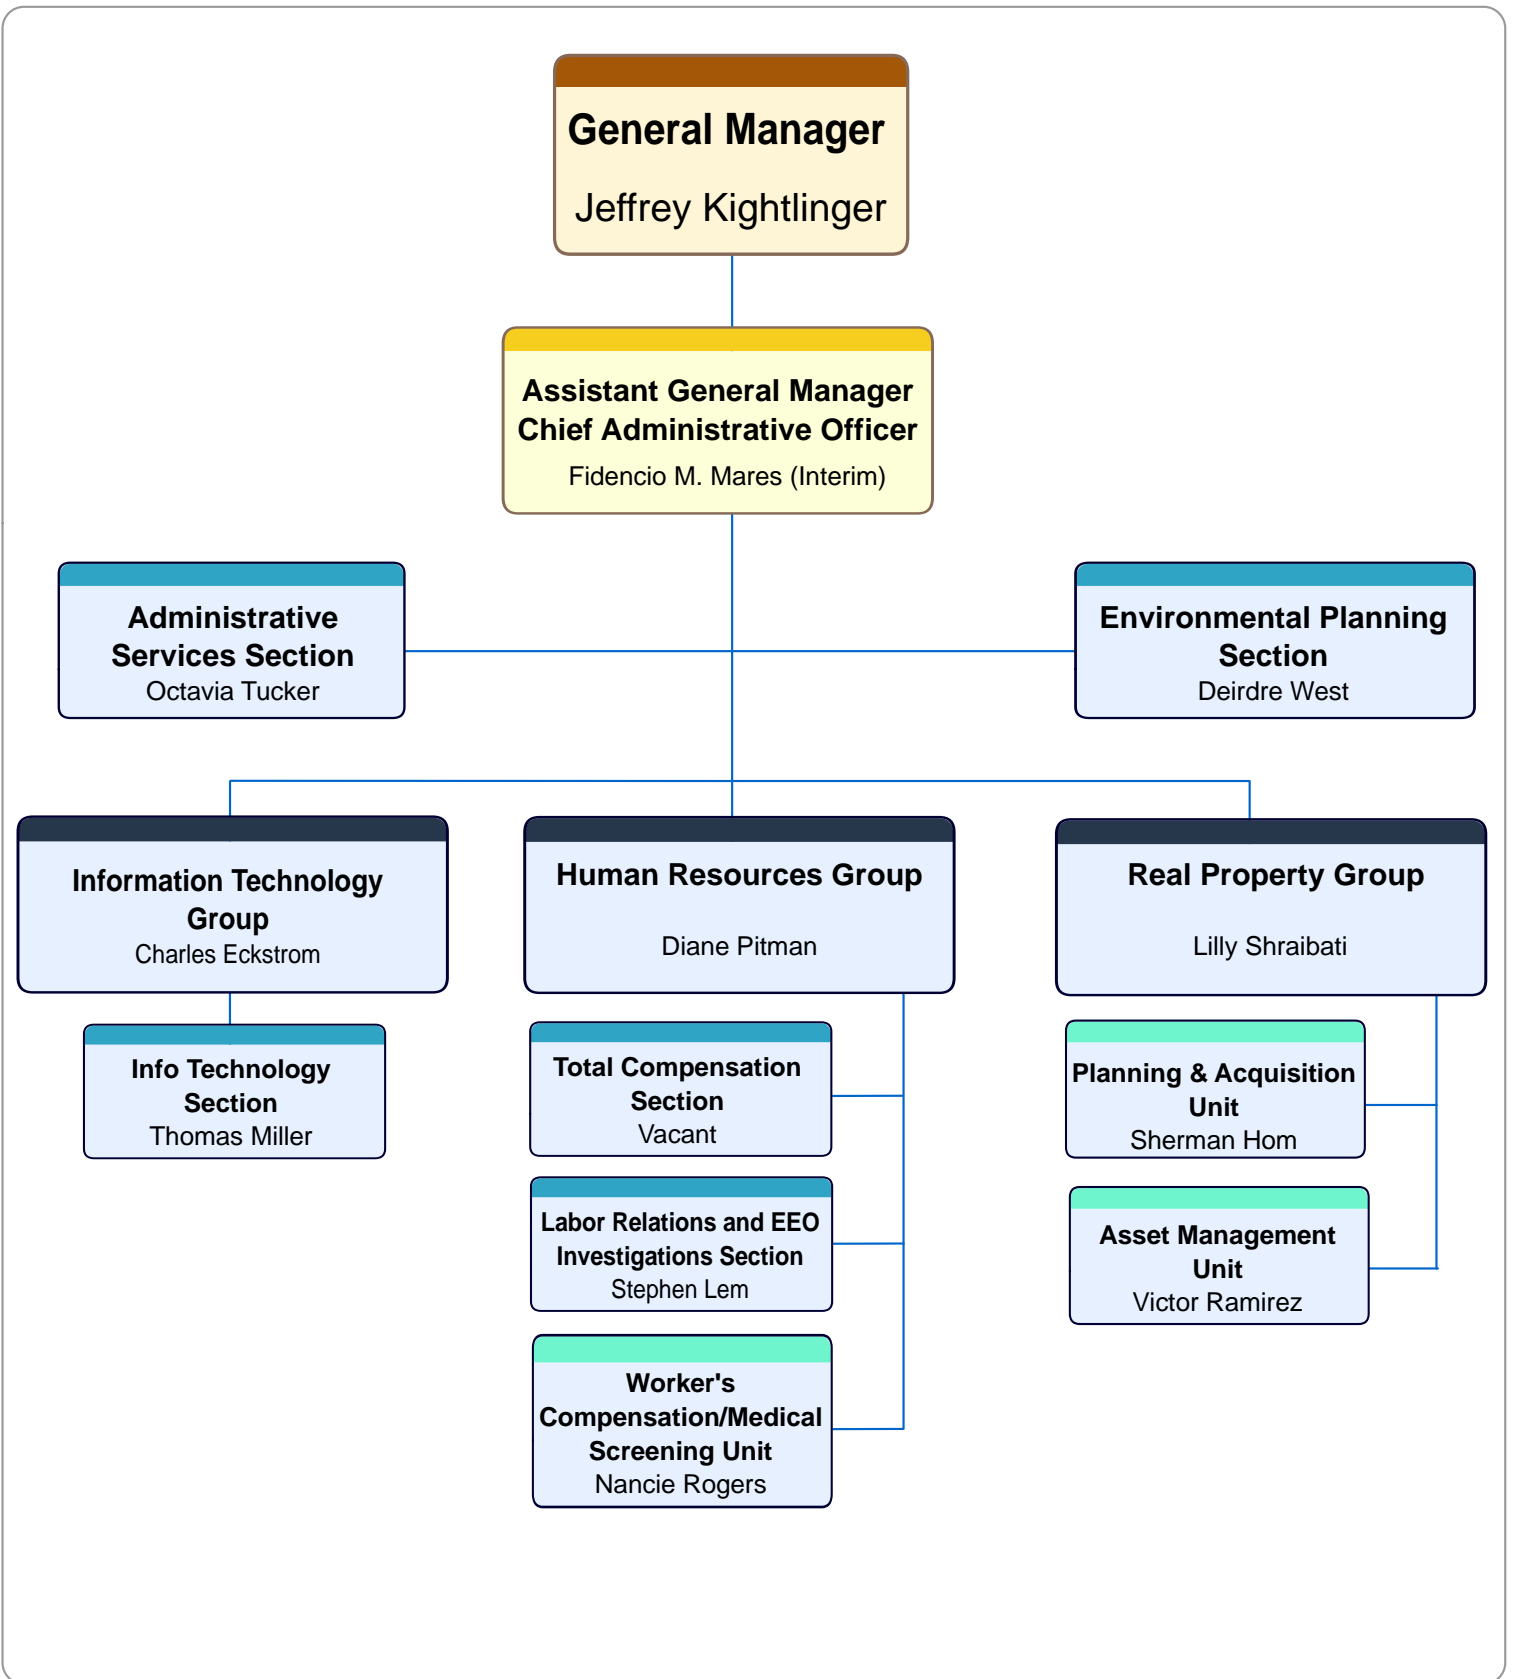 General Manager
Jeffrey Kightlinger
Assistant General Manager
Chief Administrative Officer
Fidencio M. Mares (Interim)
Administrative
Services Section
Octavia Tucker
Environmental Planning
Section
Deirdre West
Information Technology
Group
Charles Eckstrom
Human Resources Group
Diane Pitman
Real Property Group
Lilly Shraibati
Info Technology
Section
Thomas Miller
Total Compensation
Section
Vacant
Labor Relations and EEO
Investigations Section
Stephen Lem
Worker's
Compensation/Medical
Screening Unit
Nancie Rogers
Planning & Acquisition
Unit
Sherman Hom
Asset Management
Unit
Victor Ramirez